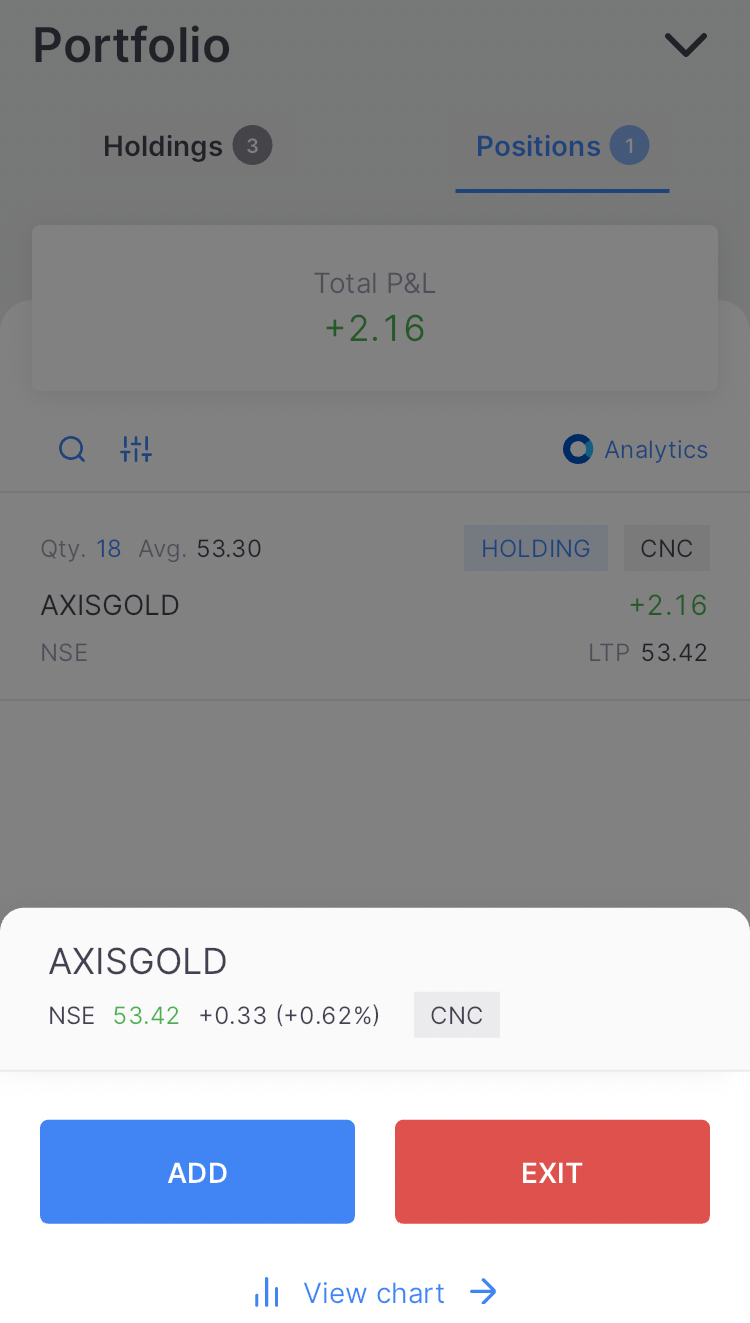 Portfolio
Holdings 3 Positions 1
Total P&L
+2.16
Analytics
Qty. 18 Avg. 53.30 HOLDING CNC
AXISGOLD +2.16
NSE LTP 53.42
AXISGOLD
NSE 53.42 +0.33 (+0.62%) CNC
ADD EXIT
View chart